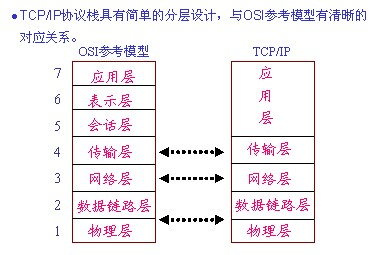 ●TCP/IP协议栈具有简单的分层设计，与OSI参考模型有清晰的
对应关系。
OSI参考模型 TCP/IP
7 应用层 应
6 表示层 用
5 会话层 层
4 传输层 传输层
3 网络层 网络层
2 数据链路层 数据链路层
1 物理层 物理层